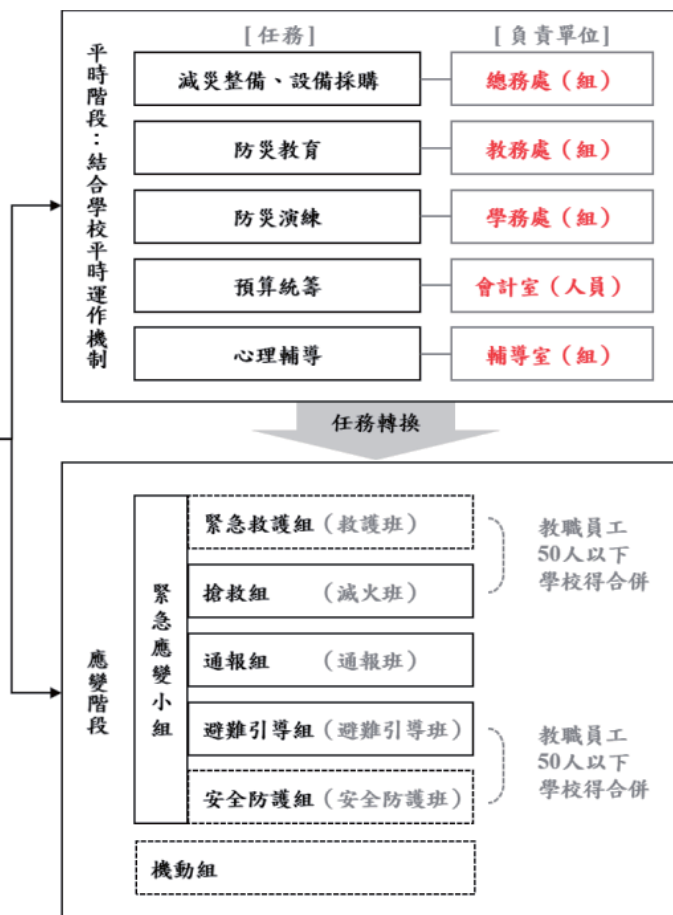 平時階段：結合學校平時運作機制
[任務] [負責單位]
減災整備、設備採購 總務處（組）
防災教育 教務處（組）
防災演練 學務處（組）
預算統籌 會計室（人員）
心理輔導 輔導室（組）
任務轉換
應變階段
緊急應變小組
緊急救護組（救護班）
搶救組 （滅火班）
通報組 （通報班）
避難引導組（避難引導班）
安全防護組（安全防護班）
教職員工
50人以下
學校得合併
教職員工
50人以下
學校得合併
機動組